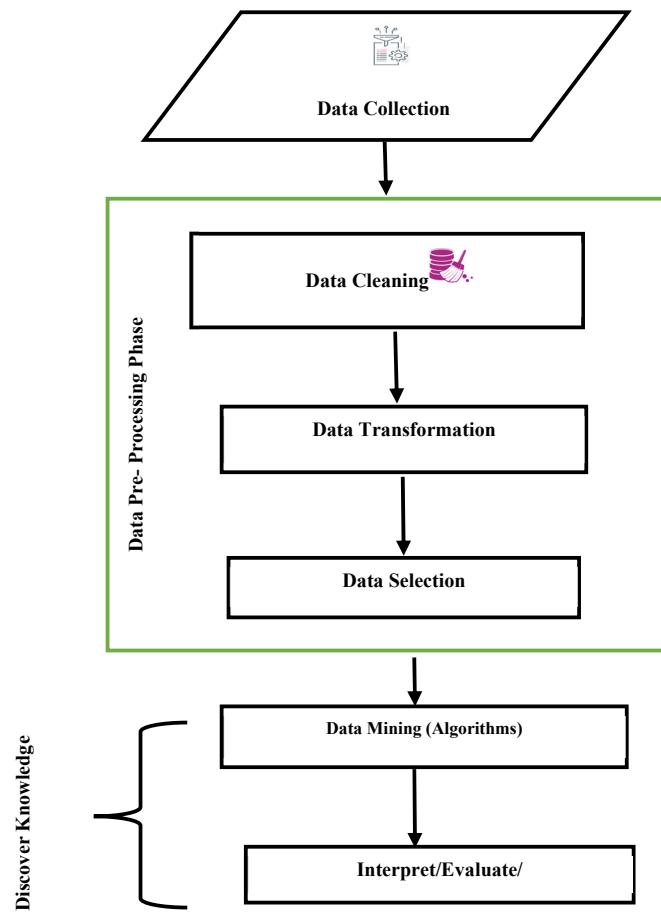 Data Collection
Data Pre- Processing Phase
Data Cleaning
Data Transformation
Data Selection
Discover Knowledge
Data Mining (Algorithms)
Interpret/Evaluate/